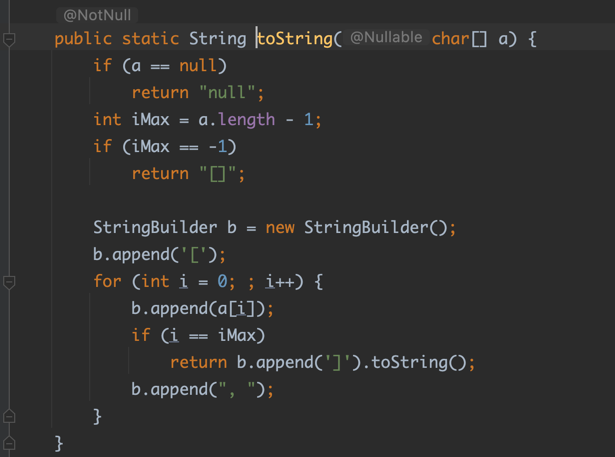 @NotNull
public static String toString( @Nullable char[] a) {
if (a == null)
return "null";
int iMax = a.length - 1;
if (iMax == -1)
return "[]";
StringBuilder b = new StringBuilder();
b.append('[');
for (int i = 0; ; i++) {
b.append(a[i]);
if (i == iMax)
return b.append(']').toString();
b.append(", ");
}
}